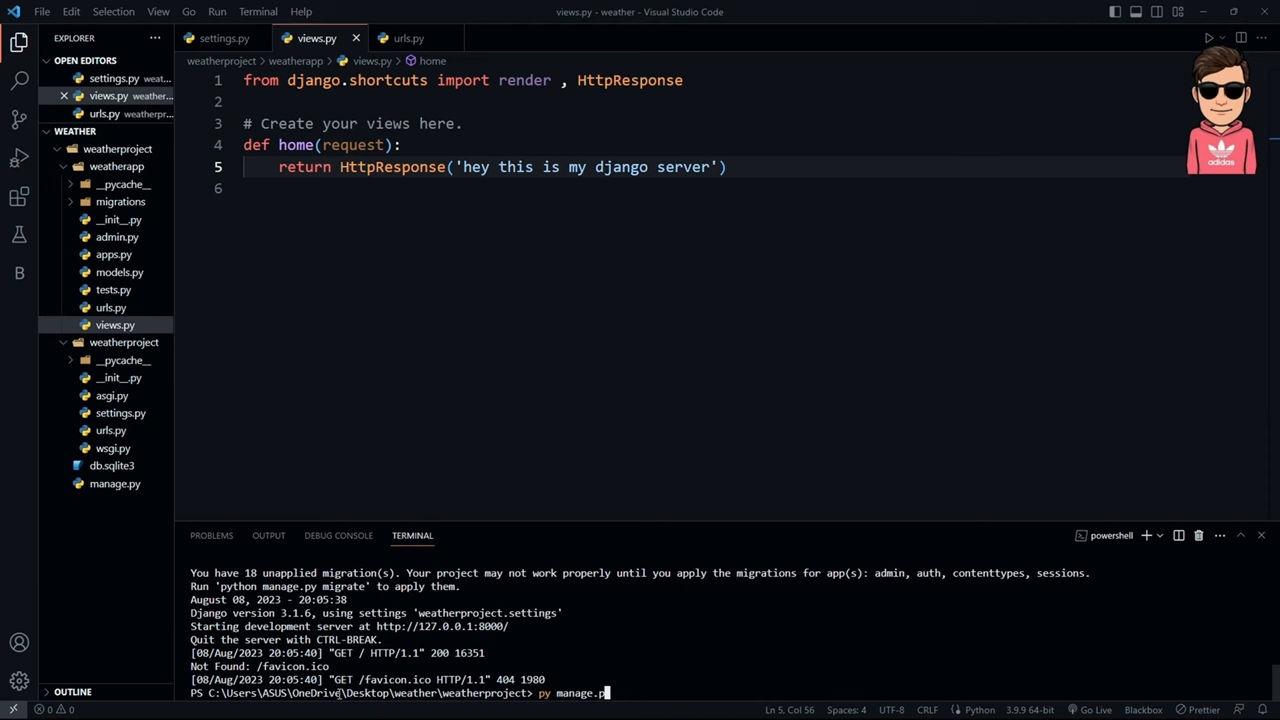 File Edit Selection View Go Run Terminal Help
views.py - weather - Visual Studio Code
EXPLORER
OPEN EDITORS
settings.py weat...
views.py weather...
urls.py weatherpr...
WEATHER
weatherproject
weatherapp
__pycache__
migrations
__init__.py
admin.py
apps.py
models.py
tests.py
urls.py
views.py
weatherproject
__pycache__
__init__.py
asgi.py
settings.py
urls.py
wsgi.py
db.sqlite3
manage.py
OUTLINE
settings.py views.py urls.py
weatherproject > weatherapp > views.py > home
1 from django.shortcuts import render , HttpResponse
2
3 # Create your views here.
4 def home(request):
5 return HttpResponse('hey this is my django server')
6
adidas
PROBLEMS OUTPUT DEBUG CONSOLE TERMINAL
powershell
You have 18 unapplied migration(s). Your project may not work properly until you apply the migrations for app(s): admin, auth, contenttypes, sessions.
Run 'python manage.py migrate' to apply them.
August 08, 2023 - 20:05:38
Django version 3.1.6, using settings 'weatherproject.settings'
Starting development server at http://127.0.0.1:8000/
Quit the server with CTRL-BREAK.
[08/Aug/2023 20:05:40] "GET / HTTP/1.1" 200 16351
Not Found: /favicon.ico
[08/Aug/2023 20:05:40] "GET /favicon.ico HTTP/1.1" 404 1980
PS C:\Users\ASUS\OneDrive\Desktop\weather\weatherproject> py manage.p
0 0
Ln 5, Col 56 Spaces: 4 UTF-8 CRLF Python 3.9.9 64-bit Go Live Blackbox Prettier